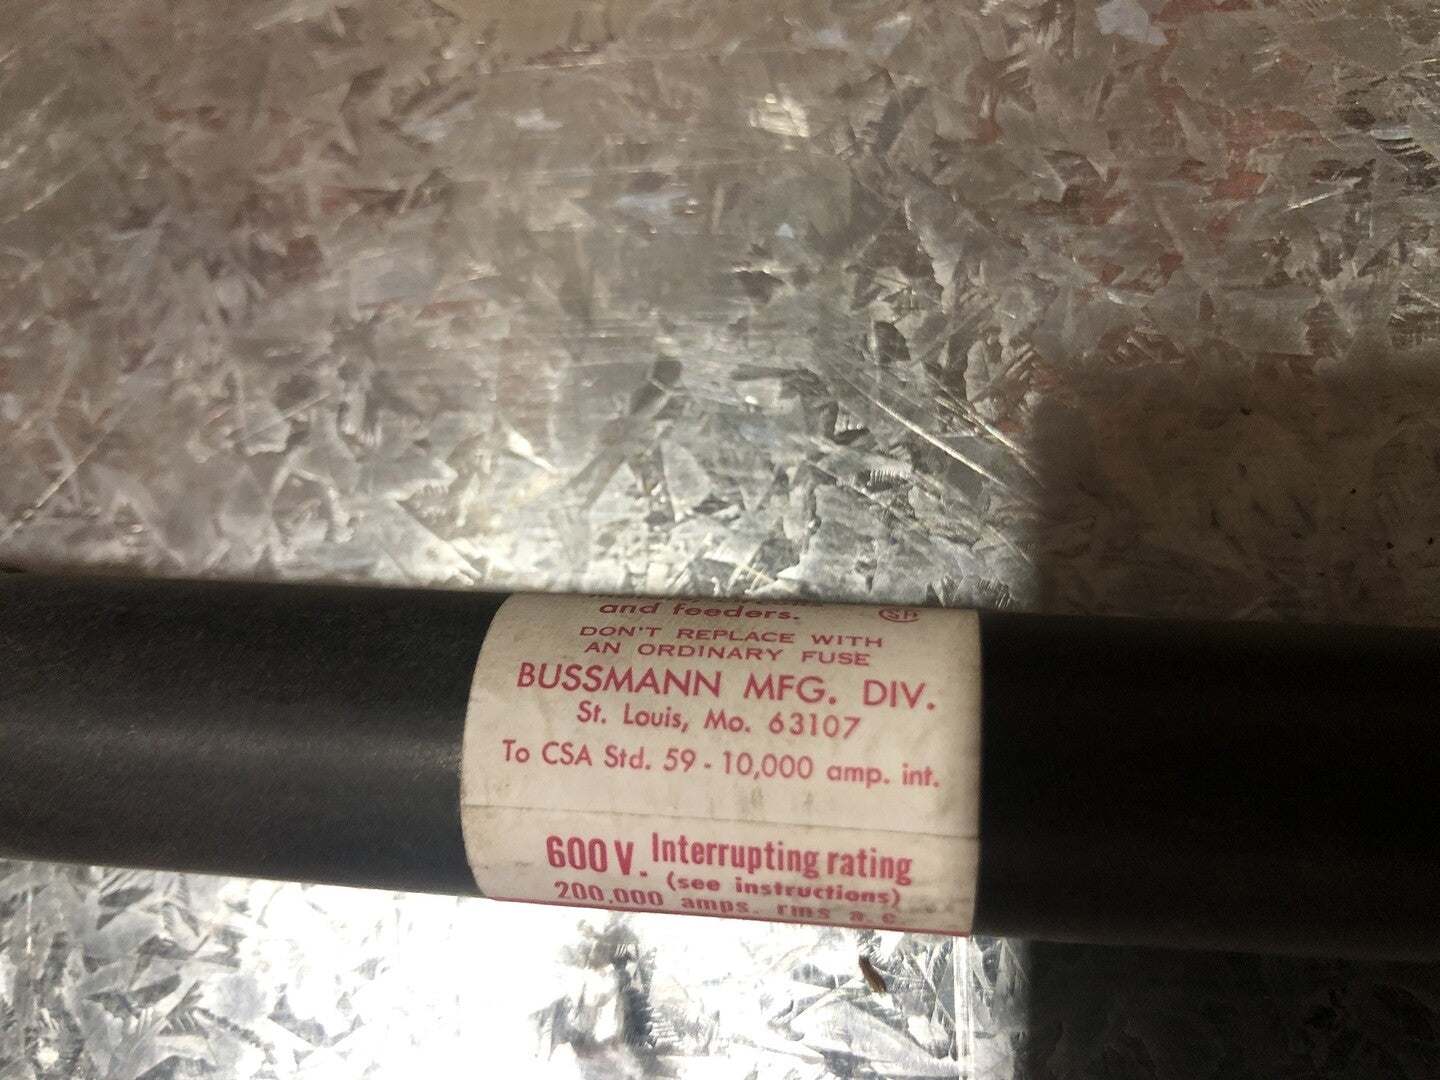 and feeders.
DON'T REPLACE WITH
AN ORDINARY FUSE
BUSSMANN MFG. DIV.
St. Louis, Mo. 63107
To CSA Std. 59 - 10,000 amp. int.
600 V. Interrupting rating
(see instructions)
200,000 amps. rms a.c.